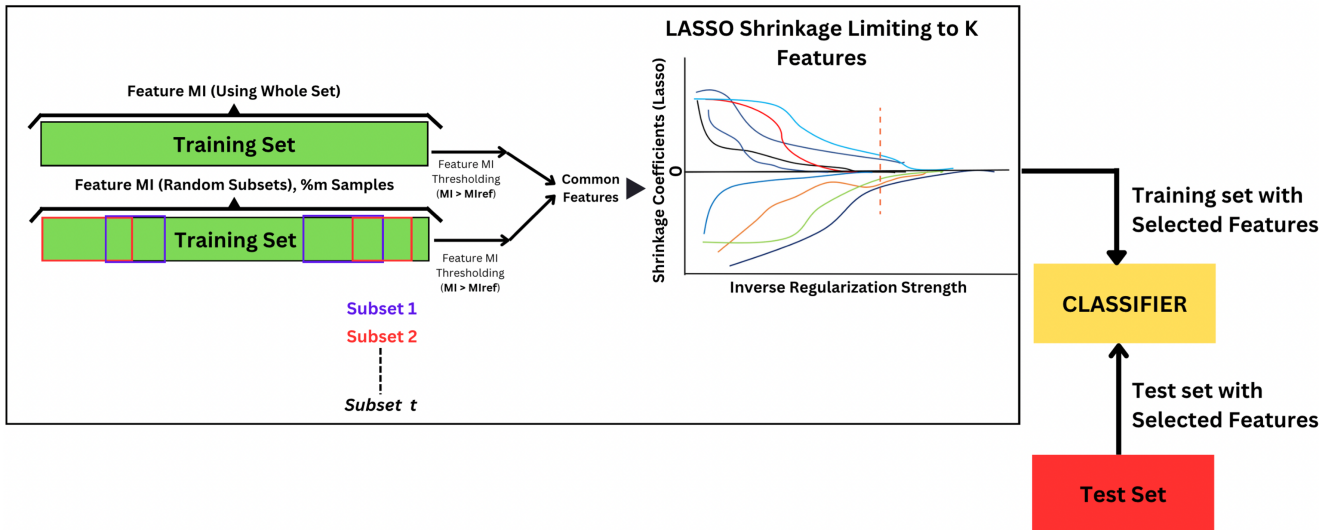 Feature MI (Using Whole Set)
Training Set
Feature MI (Random Subsets), %m Samples
Training Set
Subset 1
Subset 2
Subset t
Feature MI
Thresholding
(MI > MIref)
Feature MI
Thresholding
(MI > MIref)
Common
Features
LASSO Shrinkage Limiting to K
Features
Shrinkage Coefficients (Lasso)
O
Inverse Regularization Strength
Training set with
Selected Features
CLASSIFIER
Test set with
Selected Features
Test Set